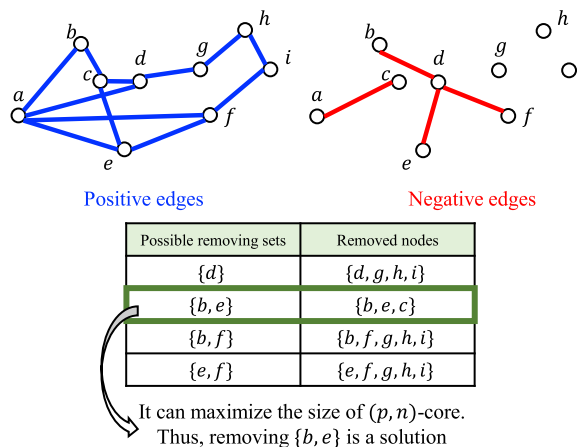 b
c
d
g
h
i
a
f
e
b
c
d
g
h
a
f
e
Positive edges
Negative edges
Possible removing sets Removed nodes
{d} {d, g, h, i}
{b, e} {b, e, c}
{b, f} {b, f, g, h, i}
{e, f} {e, f, g, h, i}
It can maximize the size of (p, n)-core.
Thus, removing {b, e} is a solution